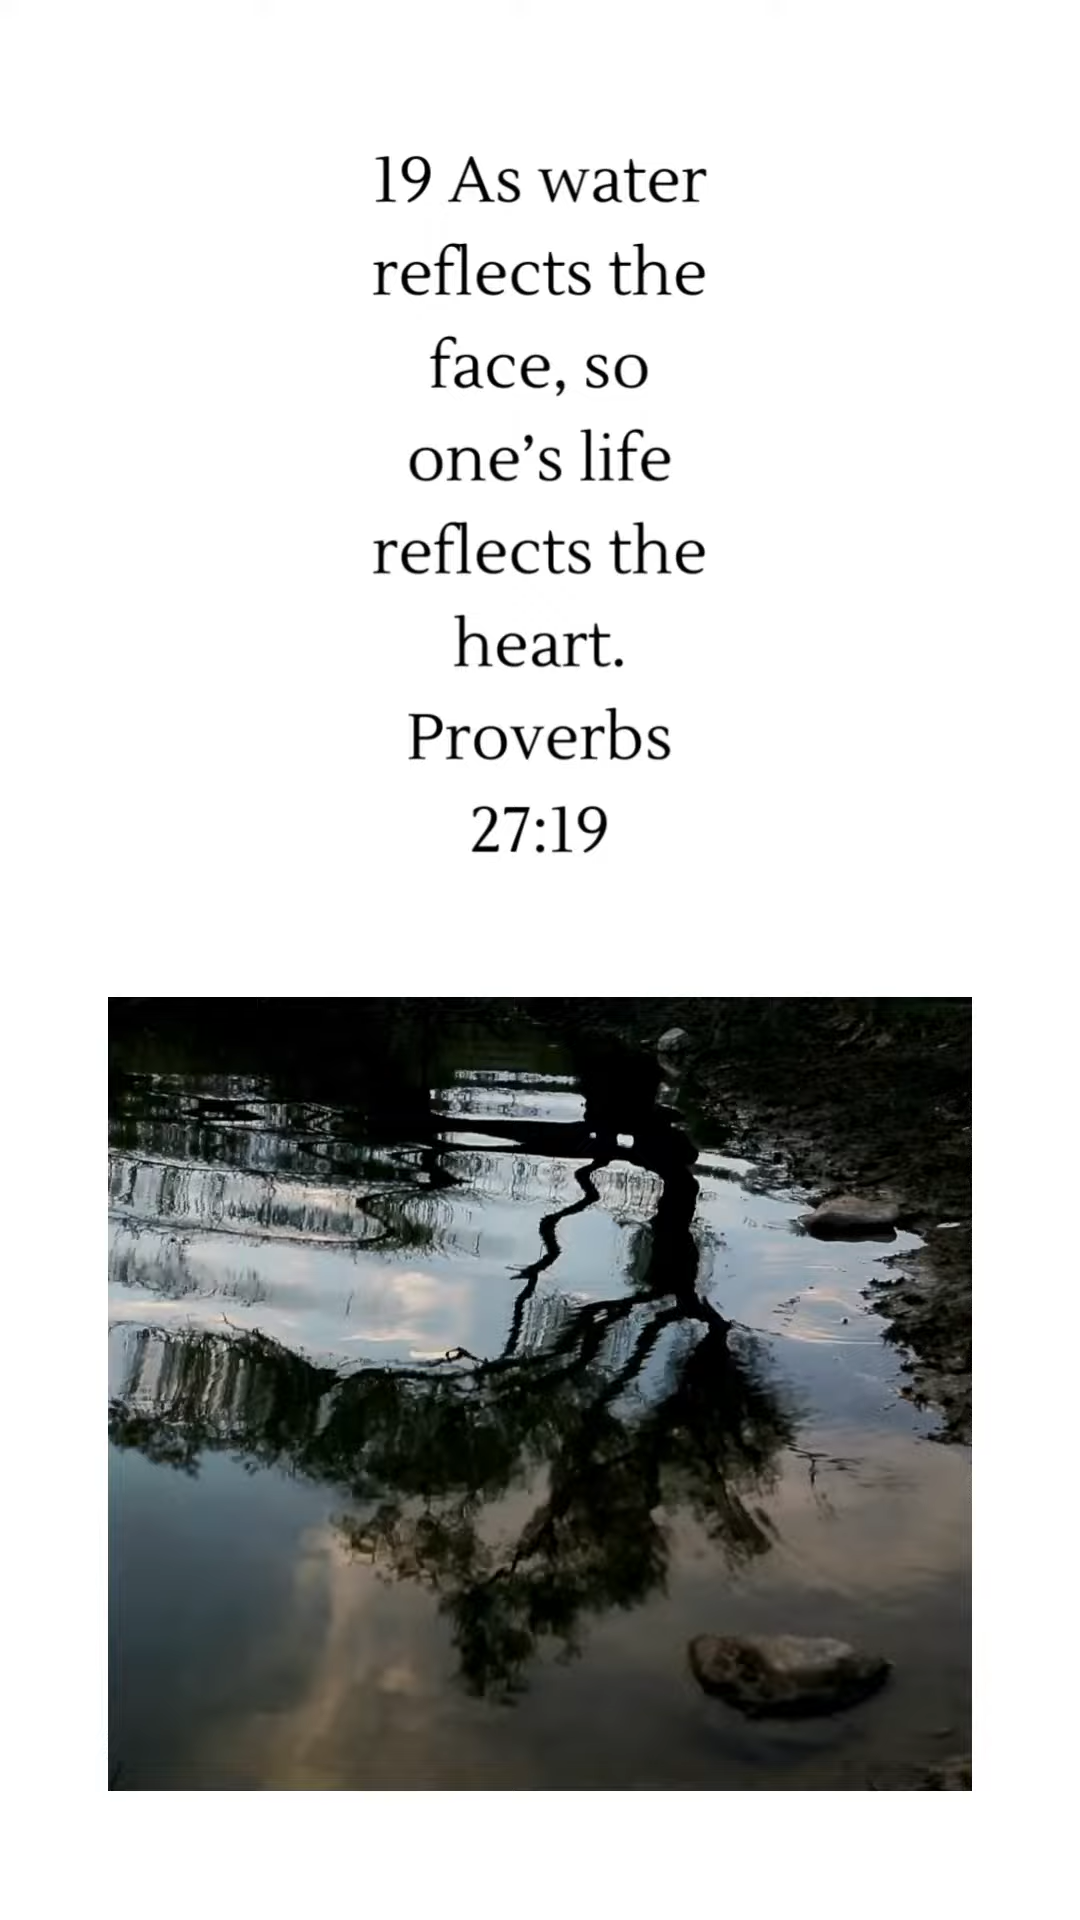 19 As water
reflects the
face, so
one’s life
reflects the
heart.
Proverbs
27:19